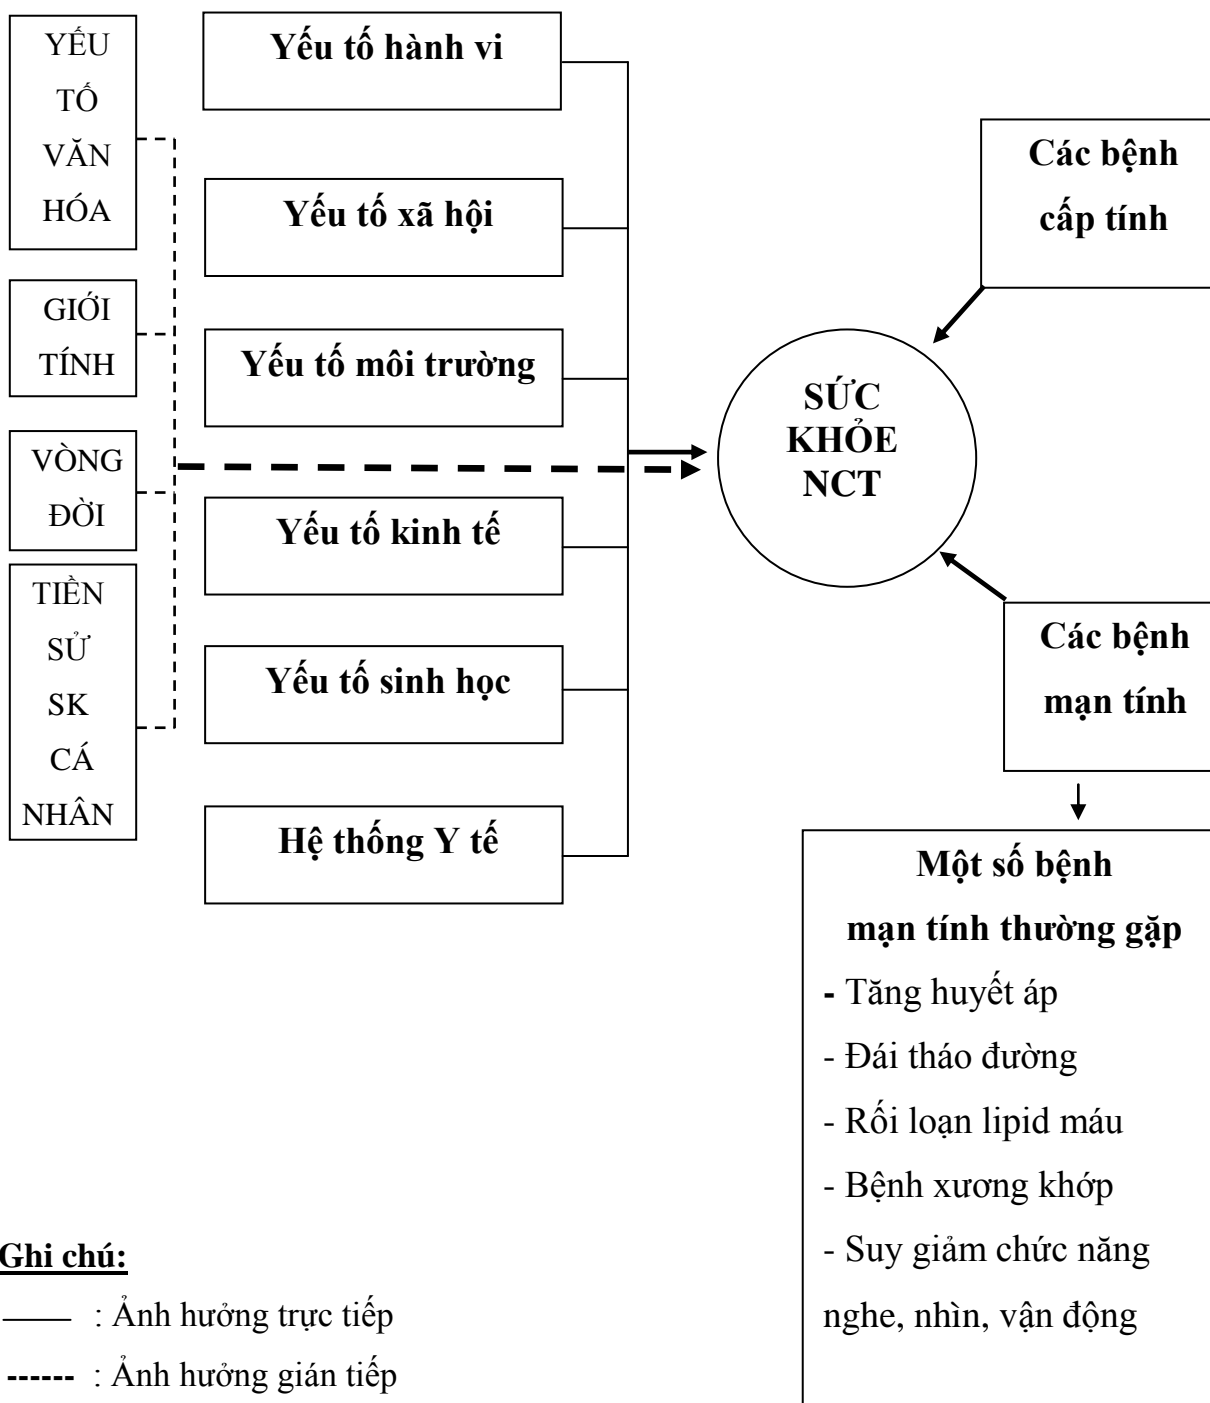 YẾU
TỐ
VĂN
HÓA
GIỚI
TÍNH
VÒNG
ĐỜI
TIỀN
SỬ
SK
CÁ
NHÂN
Yếu tố hành vi
Yếu tố xã hội
Yếu tố môi trường
Yếu tố kinh tế
Yếu tố sinh học
Hệ thống Y tế
SỨC
KHỎE
NCT
Các bệnh
cấp tính
Các bệnh
mạn tính
Một số bệnh
mạn tính thường gặp
- Tăng huyết áp
- Đái tháo đường
- Rối loạn lipid máu
- Bệnh xương khớp
- Suy giảm chức năng
nghe, nhìn, vận động
Ghi chú:
: Ảnh hưởng trực tiếp
: Ảnh hưởng gián tiếp